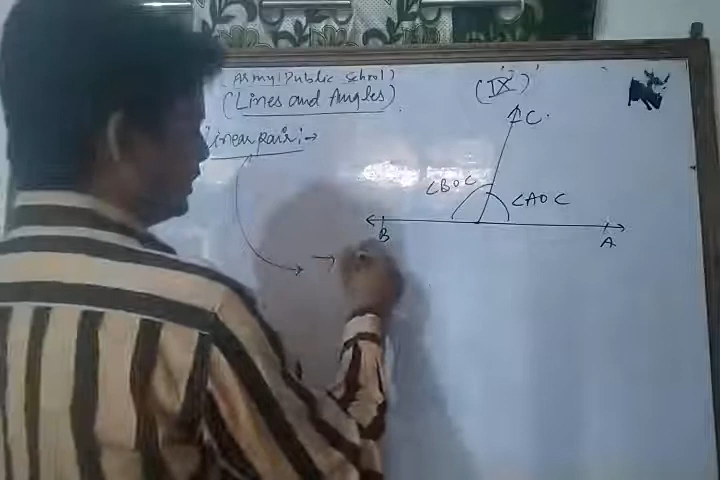 (Army Public School)
(Lines and Angles)
(IX)
Linear pair :→
C
∠BOC
∠AOC
B
A
→